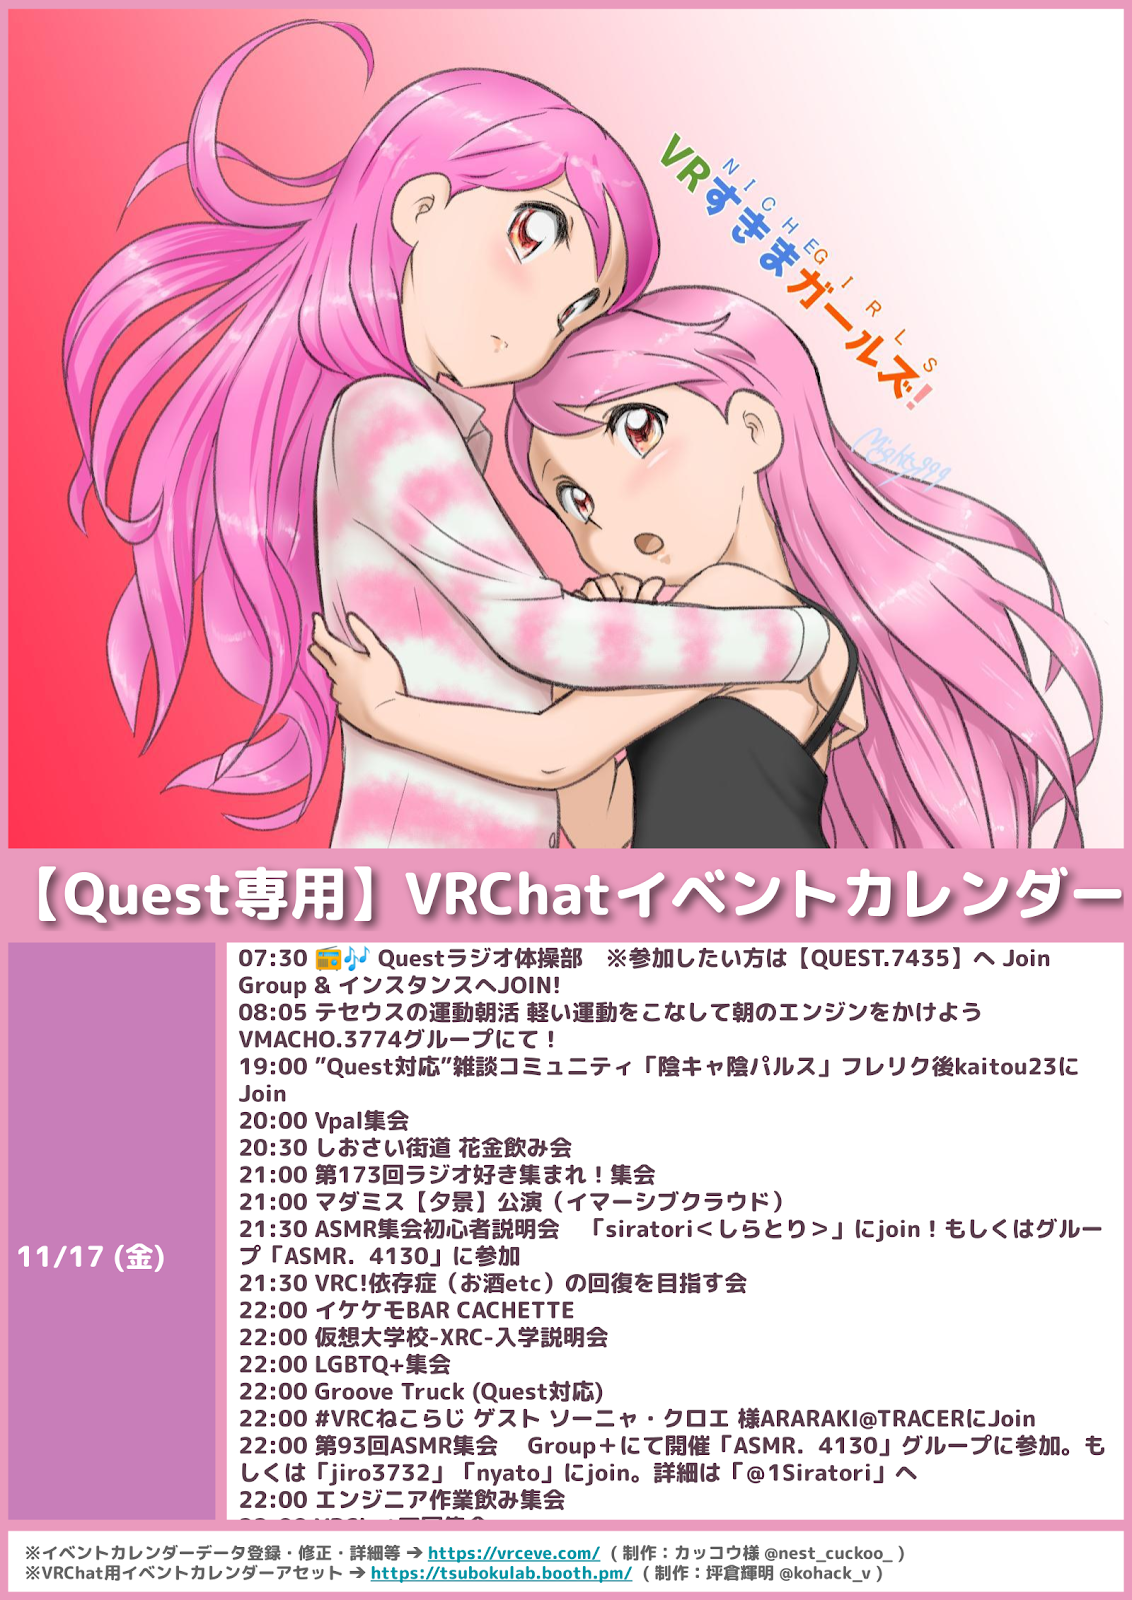 NICHE GIRLS
VRすきまガールズ!
Mighty999
【Quest専用】VRChatイベントカレンダー
11/17 (金)
07:30 📻🎶 Questラジオ体操部　※参加したい方は【QUEST.7435】へ Join
Group & インスタンスへJOIN!
08:05 テセウスの運動朝活 軽い運動をこなして朝のエンジンをかけよう
VMACHO.3774グループにて！
19:00 ”Quest対応”雑談コミュニティ「陰キャ陰パルス」フレリク後kaitou23に
Join
20:00 Vpal集会
20:30 しおさい街道 花金飲み会
21:00 第173回ラジオ好き集まれ！集会
21:00 マダミス【夕景】公演（イマーシブクラウド）
21:30 ASMR集会初心者説明会　「siratori＜しらとり＞」にjoin！もしくはグルー
プ「ASMR．4130」に参加
21:30 VRC!依存症（お酒etc）の回復を目指す会
22:00 イケケモBAR CACHETTE
22:00 仮想大学校-XRC-入学説明会
22:00 LGBTQ+集会
22:00 Groove Truck (Quest対応)
22:00 #VRCねこらじ ゲスト ソーニャ・クロエ 様ARARAKI@TRACERにJoin
22:00 第93回ASMR集会　Group＋にて開催「ASMR．4130」グループに参加。も
しくは「jiro3732」「nyato」にjoin。詳細は「＠1Siratori」へ
22:00 エンジニア作業飲み集会
※イベントカレンダーデータ登録・修正・詳細等 ➔ https://vrceve.com/ ( 制作：カッコウ様 @nest_cuckoo_ )
※VRChat用イベントカレンダーアセット ➔ https://tsubokulab.booth.pm/ ( 制作：坪倉輝明 @kohack_v )